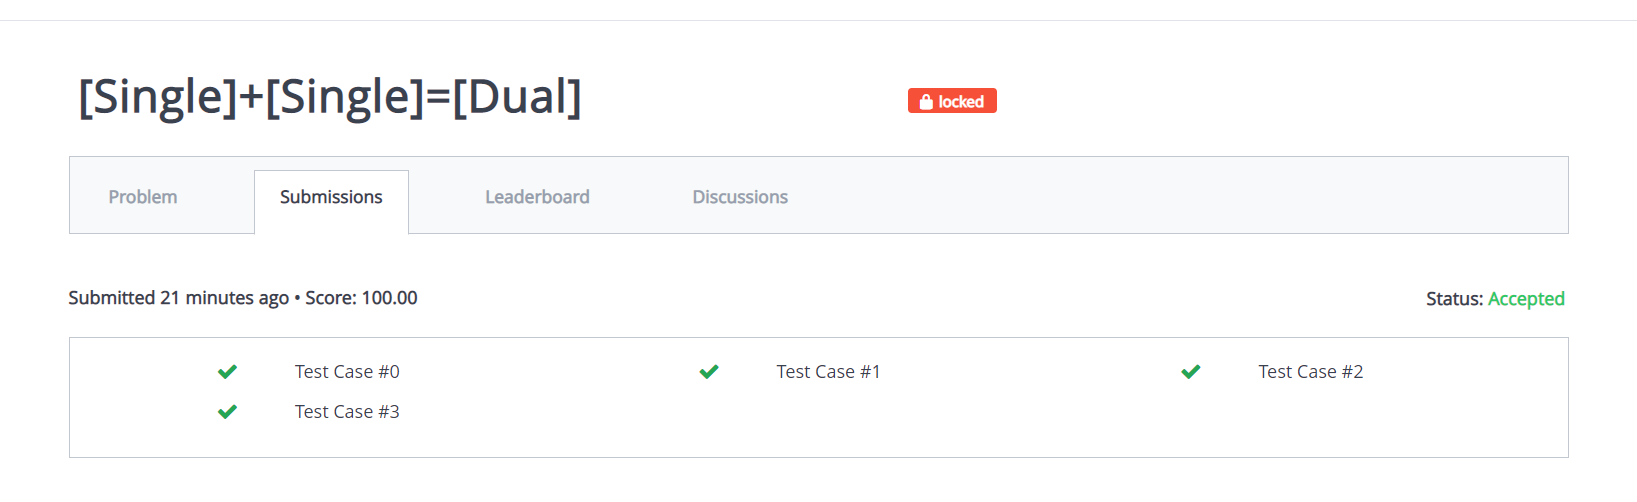 [Single]+[Single]=[Dual]
locked
Problem
Submissions
Leaderboard
Discussions
Submitted 21 minutes ago • Score: 100.00
Status: Accepted
Test Case #0
Test Case #1
Test Case #2
Test Case #3